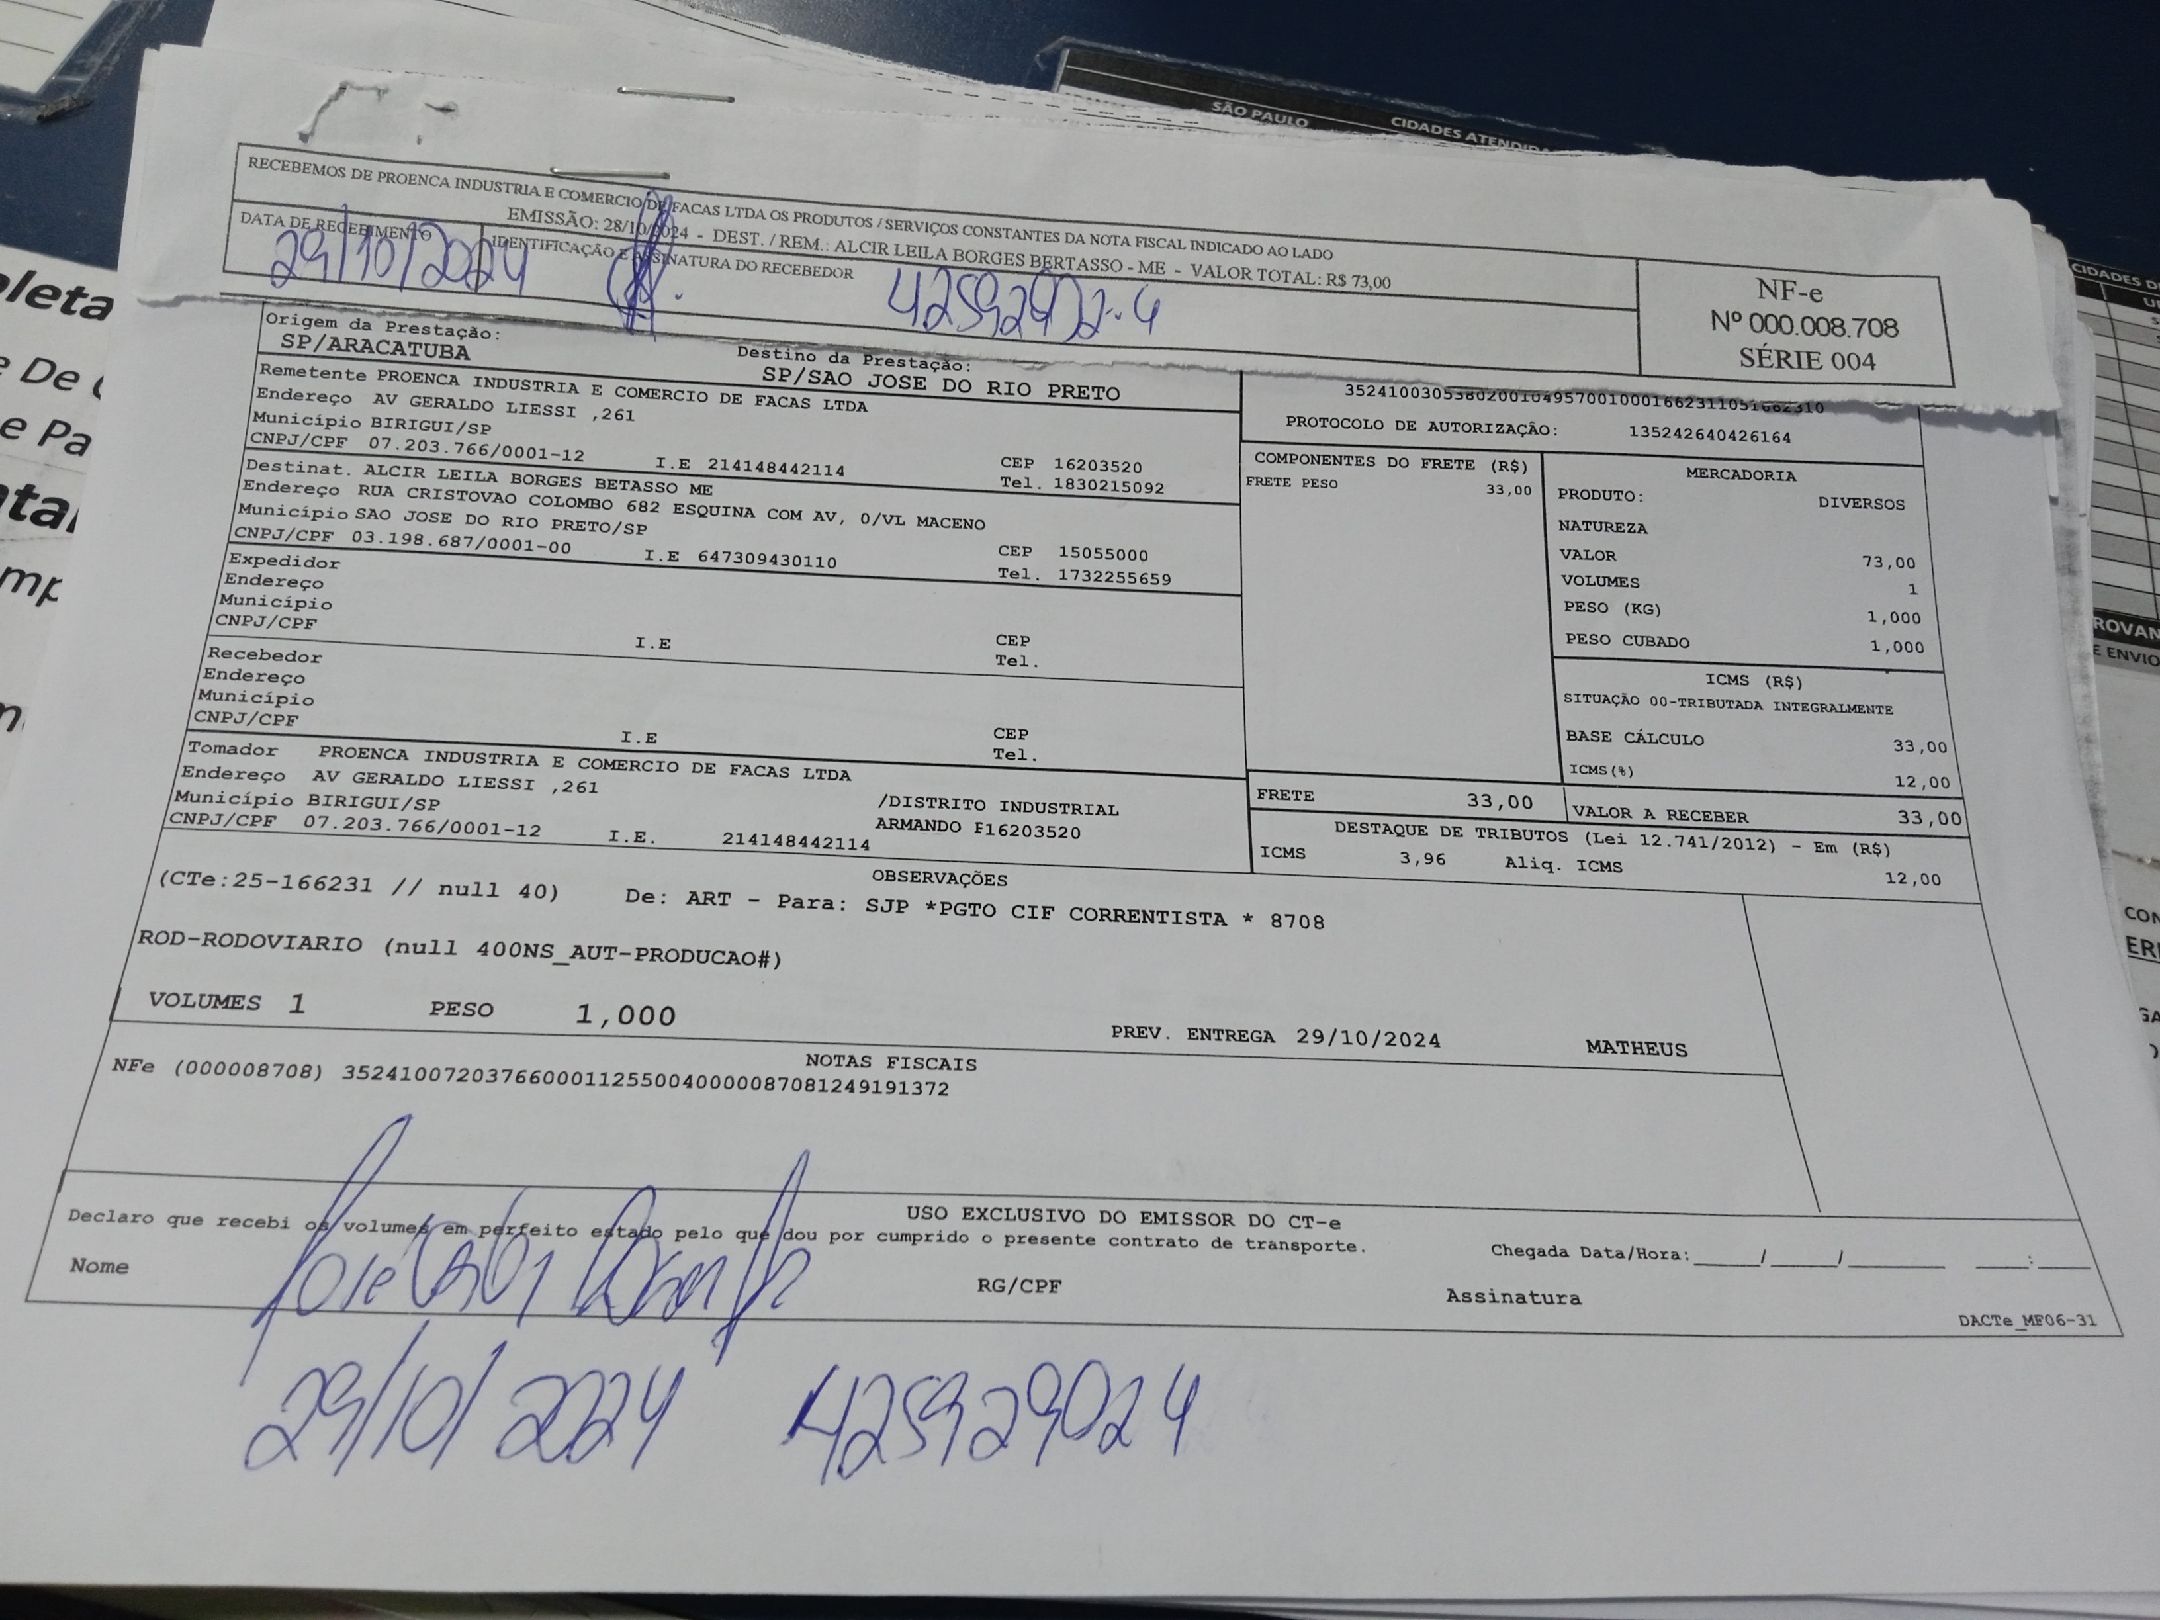 SÃO PAULO
CIDADES ATENDIDA
RECEBEMOS DE PROENCA INDUSTRIA E COMERCIO DE FACAS LTDA OS PRODUTOS / SERVIÇOS CONSTANTES DA NOTA FISCAL INDICADO AO LADO
EMISSÃO: 28/10/2024 - DEST. / REM.: ALCIR LEILA BORGES BERTASSO - ME - VALOR TOTAL: R$ 73,00
DATA DE RECEBIMENTO
IDENTIFICAÇÃO E ASSINATURA DO RECEBEDOR
29/10/2024
NF-e
Nº 000.008.708
SÉRIE 004
Origem da Prestação:
SP/ARACATUBA
Destino da Prestação:
SP/SAO JOSE DO RIO PRETO
PROTOCOLO DE AUTORIZAÇÃO: 135242640426164
Remetente PROENCA INDUSTRIA E COMERCIO DE FACAS LTDA
Endereço AV GERALDO LIESSI ,261
Município BIRIGUI/SP CEP 16203520
CNPJ/CPF 07.203.766/0001-12 I.E 214148442114 Tel. 1830215092
Destinat. ALCIR LEILA BORGES BETASSO ME
Endereço RUA CRISTOVAO COLOMBO 682 ESQUINA COM AV, 0/VL MACENO
Município SAO JOSE DO RIO PRETO/SP CEP 15055000
CNPJ/CPF 03.198.687/0001-00 I.E 647309430110 Tel. 1732255659
Expedidor
Endereço
Município CEP
CNPJ/CPF I.E Tel.
Recebedor
Endereço
Município CEP
CNPJ/CPF I.E Tel.
Tomador PROENCA INDUSTRIA E COMERCIO DE FACAS LTDA
Endereço AV GERALDO LIESSI ,261 /DISTRITO INDUSTRIAL
Município BIRIGUI/SP ARMANDO F16203520
CNPJ/CPF 07.203.766/0001-12 I.E. 214148442114
COMPONENTES DO FRETE (R$)
FRETE PESO 33,00
MERCADORIA
PRODUTO: DIVERSOS
NATUREZA
VALOR 73,00
VOLUMES 1
PESO (KG) 1,000
PESO CUBADO 1,000
ICMS (R$)
SITUAÇÃO 00-TRIBUTADA INTEGRALMENTE
BASE CÁLCULO 33,00
ICMS(%) 12,00
FRETE 33,00 VALOR A RECEBER 33,00
DESTAQUE DE TRIBUTOS (Lei 12.741/2012) - Em (R$)
ICMS 3,96 Aliq. ICMS 12,00
OBSERVAÇÕES
(CTe:25-166231 // null 40) De: ART - Para: SJP *PGTO CIF CORRENTISTA * 8708
ROD-RODOVIARIO (null 400NS_AUT-PRODUCAO#)
VOLUMES 1 PESO 1,000 PREV. ENTREGA 29/10/2024 MATHEUS
NOTAS FISCAIS
NFe (000008708) 35241007203766000112550040000087081249191372
USO EXCLUSIVO DO EMISSOR DO CT-e
Declaro que recebi os volumes em perfeito estado pelo que dou por cumprido o presente contrato de transporte.
Chegada Data/Hora:____/____/______ ___:___
Nome RG/CPF Assinatura
DACTe_MF06-31
29/10/2024 425929024